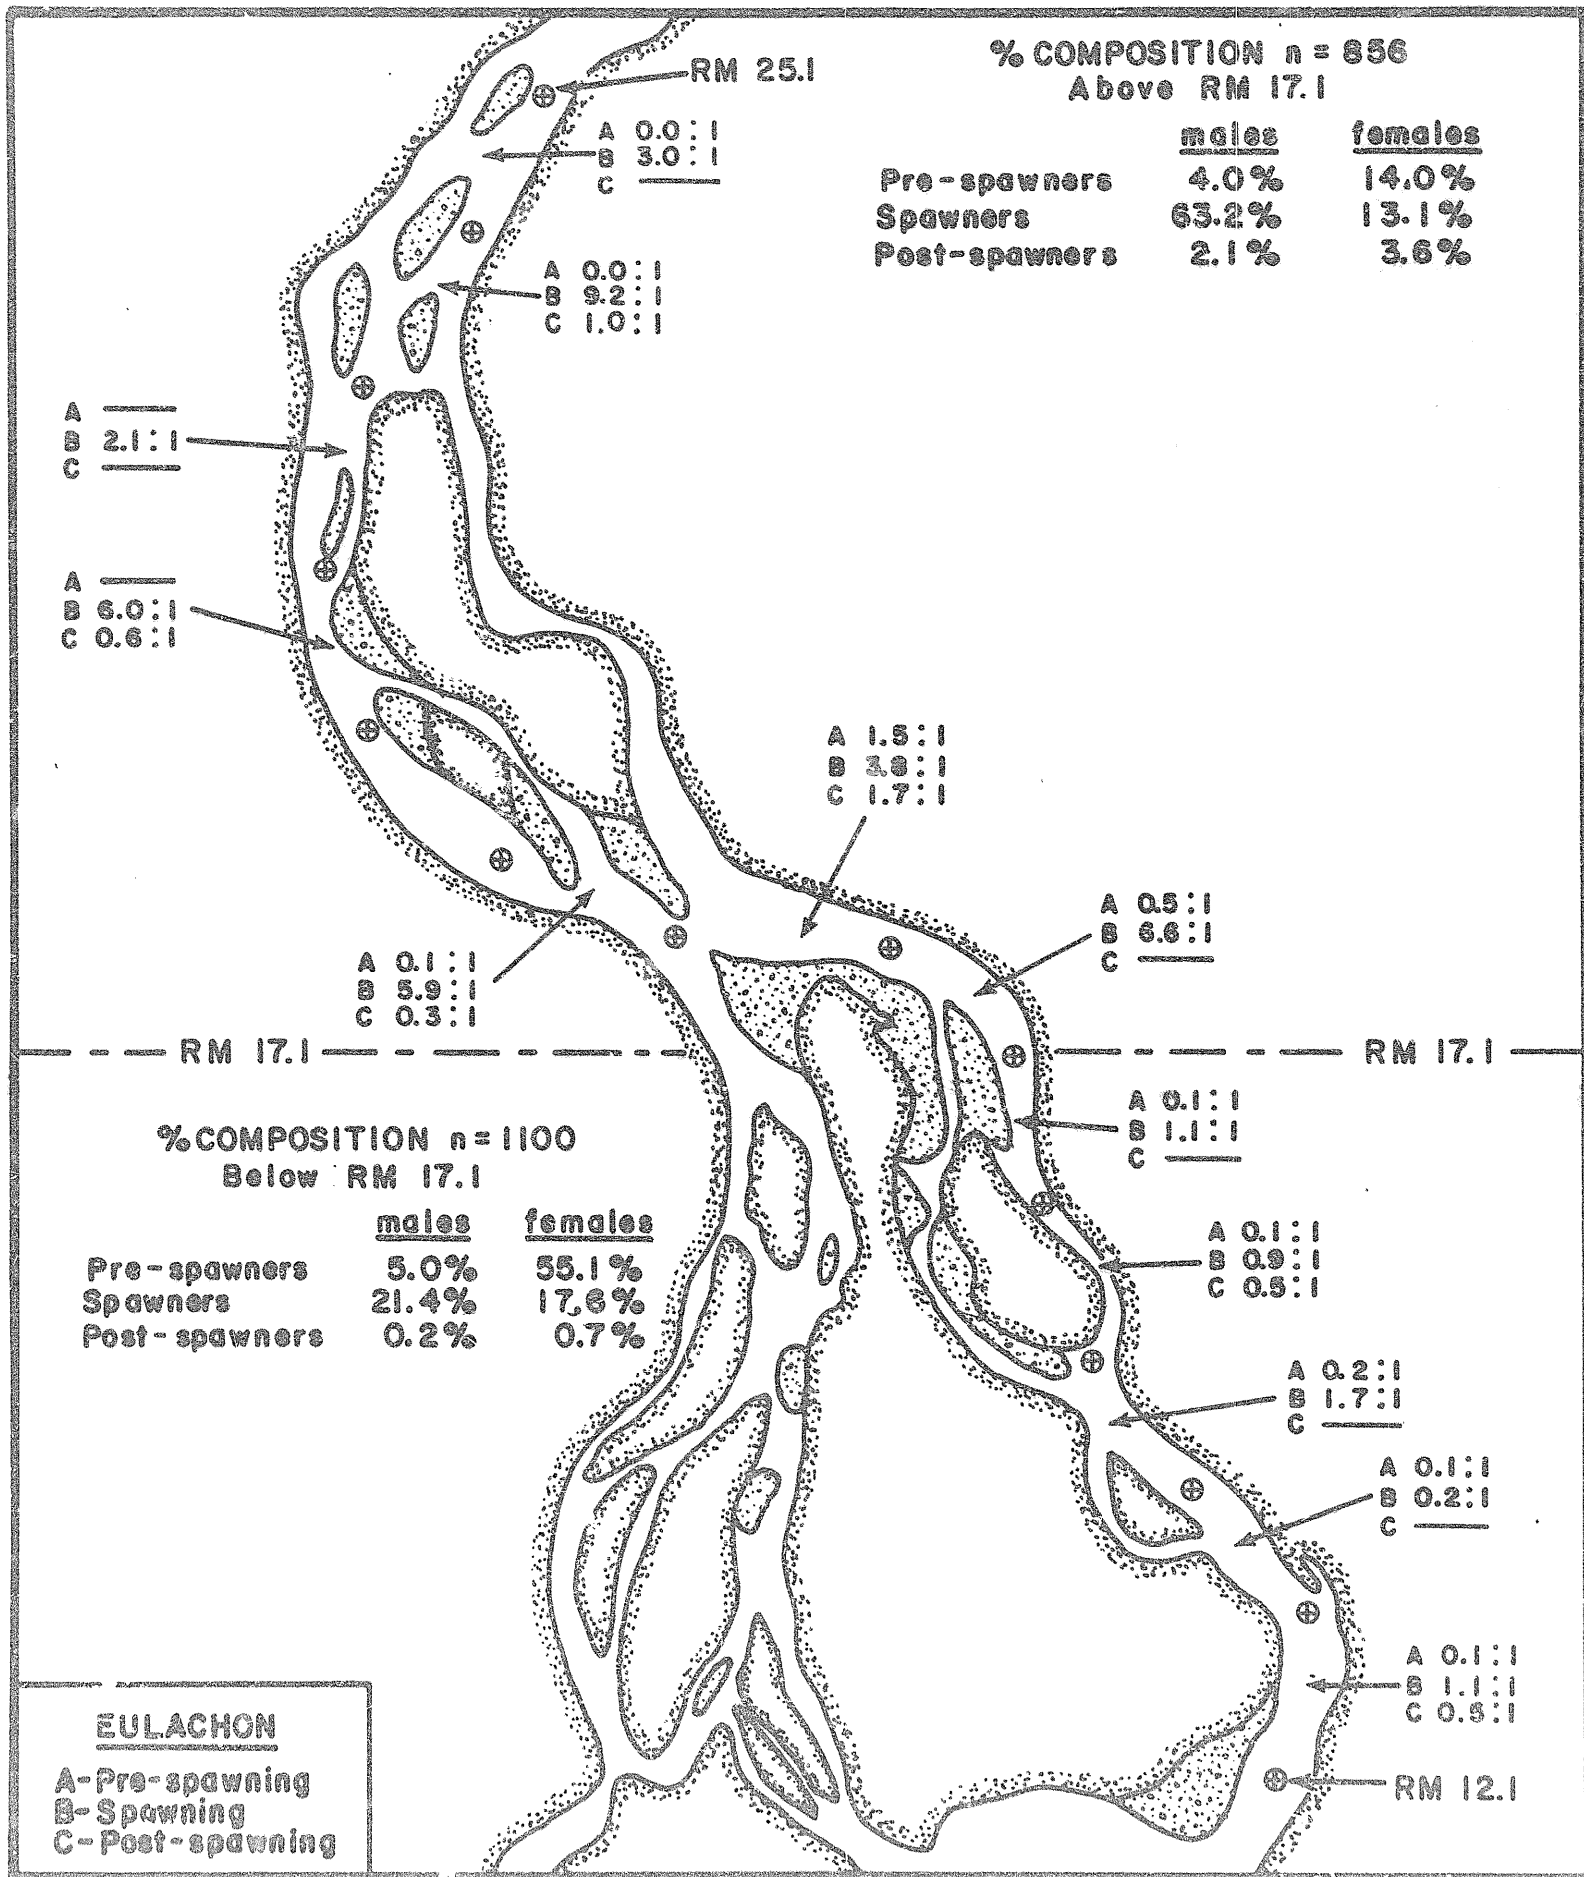 % COMPOSITION n = 856
Above RM 17.1
males females
Pre-spawners 4.0% 14.0%
Spawners 63.2% 13.1%
Post-spawners 2.1% 3.6%
RM 25.1
A 0.0:1
B 3.0:1
C ——
A 0.0:1
B 9.2:1
C 1.0:1
A ——
B 2.1:1
C ——
A ——
B 6.0:1
C 0.6:1
A 1.5:1
B 3.8:1
C 1.7:1
A 0.5:1
B 6.6:1
C ——
A 0.1:1
B 5.9:1
C 0.3:1
RM 17.1
RM 17.1
A 0.1:1
B 1.1:1
C ——
% COMPOSITION n = 1100
Below RM 17.1
males females
Pre-spawners 5.0% 55.1%
Spawners 21.4% 17.6%
Post-spawners 0.2% 0.7%
A 0.1:1
B 0.9:1
C 0.5:1
A 0.2:1
B 1.7:1
C ——
A 0.1:1
B 0.2:1
C ——
A 0.1:1
B 1.1:1
C 0.5:1
RM 12.1
EULACHON
A-Pre-spawning
B-Spawning
C-Post-spawning